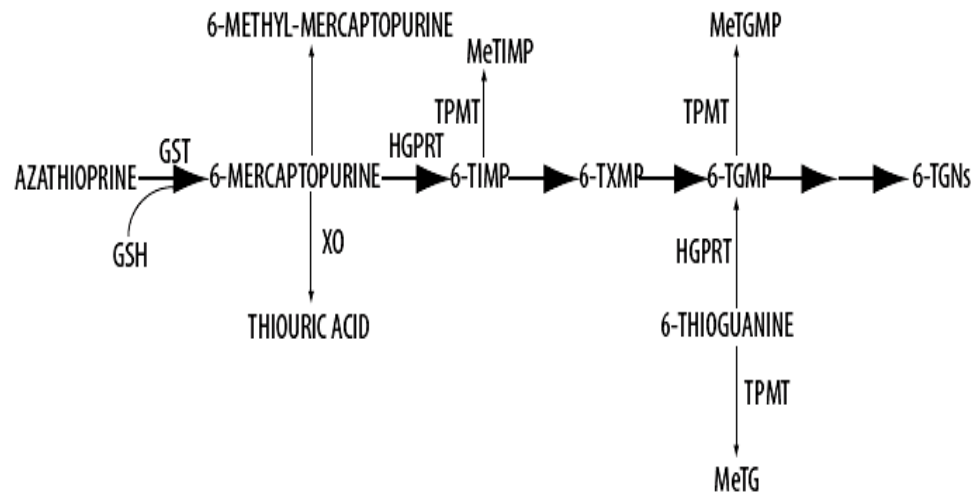 6-METHYL-MERCAPTOPURINE
MeTIMP
MeTGMP
TPMT
TPMT
GST
HGPRT
AZATHIOPRINE
6-MERCAPTOPURINE
6-TIMP
6-TXMP
6-TGMP
6-TGNs
GSH
XO
HGPRT
THIOURIC ACID
6-THIOGUANINE
TPMT
MeTG